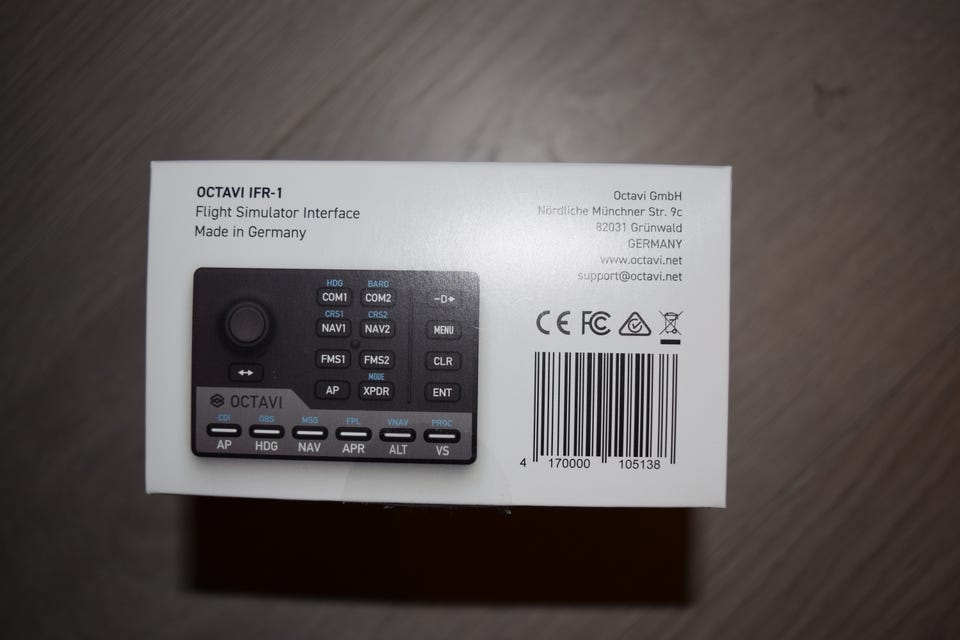 OCTAVI IFR-1
Flight Simulator Interface
Made in Germany
Octavi GmbH
Nördliche Münchner Str. 9c
82031 Grünwald
GERMANY
www.octavi.net
support@octavi.net
HDG BARO
COM1 COM2 -D➔
CRS1 CRS2
NAV1 NAV2 MENU
FMS1 FMS2 CLR
MODE
AP XPDR ENT
OCTAVI
CDI OBS MSG FPL VNAV PROC
AP HDG NAV APR ALT VS
CE FC
4 170000 105138